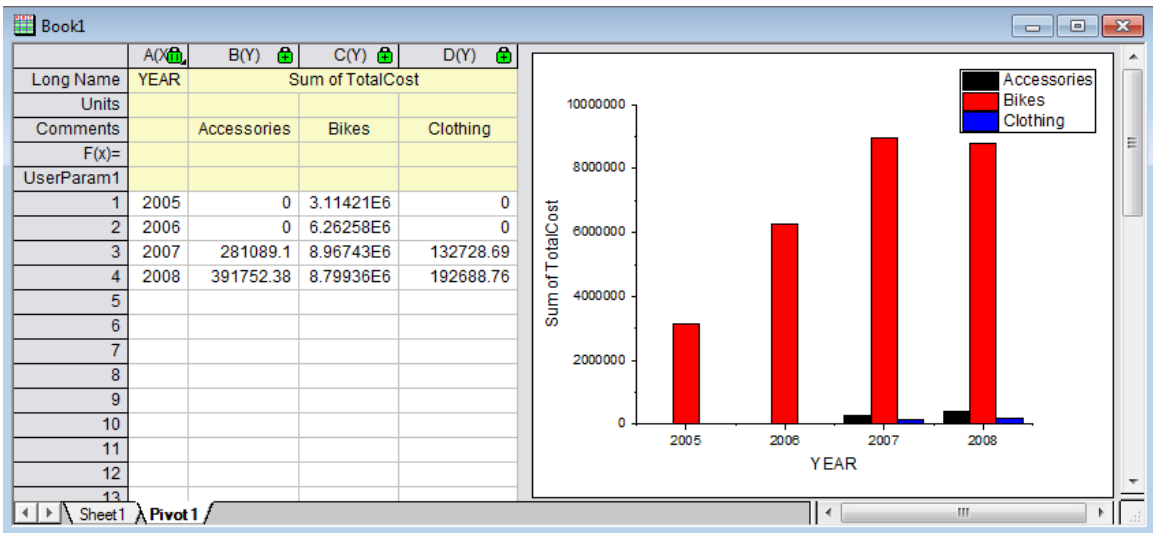 Book1
A(X) B(Y) C(Y) D(Y)
Long Name YEAR Sum of TotalCost
Units
Comments Accessories Bikes Clothing
F(x)=
UserParam1
1 2005 0 3.11421E6 0
2 2006 0 6.26258E6 0
3 2007 281089.1 8.96743E6 132728.69
4 2008 391752.38 8.79936E6 192688.76
5
6
7
8
9
10
11
12
13
Sheet1 Pivot1
Accessories
Bikes
Clothing
10000000
8000000
6000000
4000000
2000000
0
Sum of TotalCost
2005 2006 2007 2008
YEAR